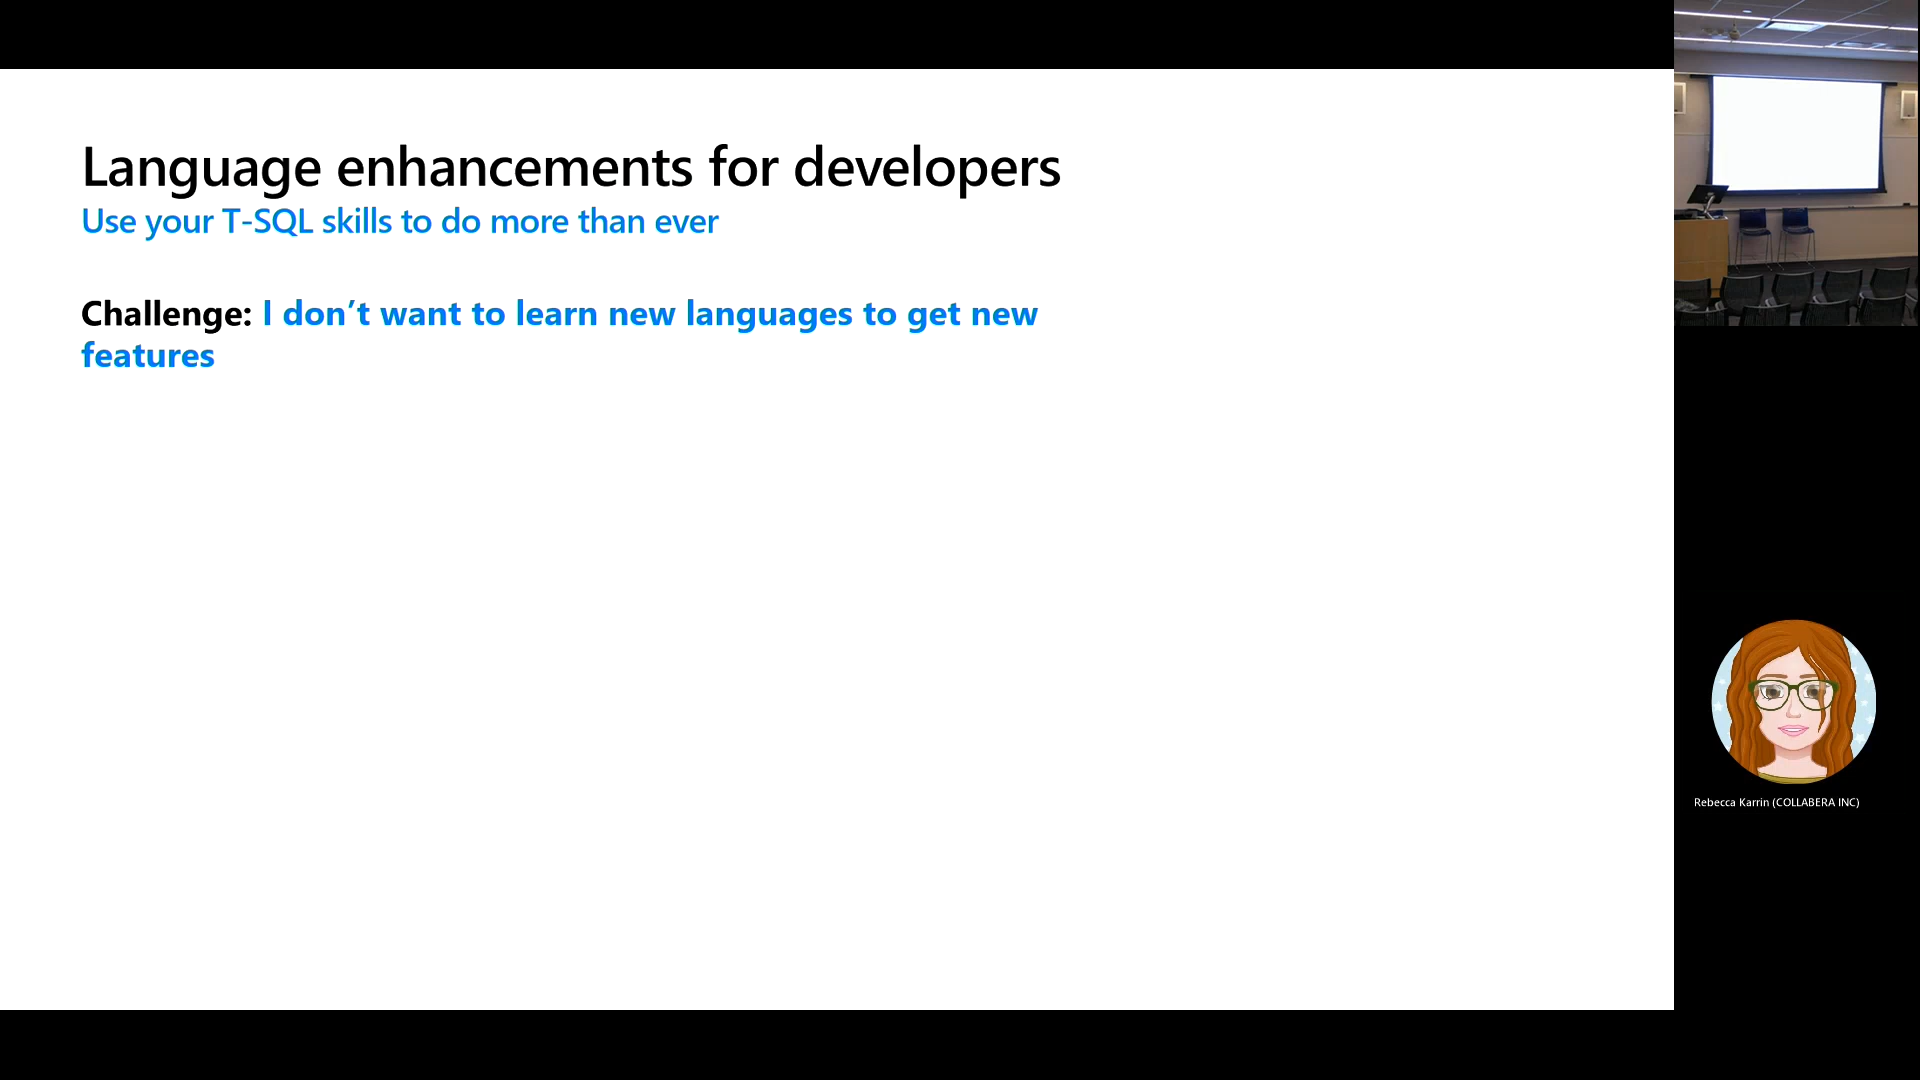 Language enhancements for developers
Use your T-SQL skills to do more than ever
Challenge: I don’t want to learn new languages to get new
features
Rebecca Karrin (COLLABERA INC)